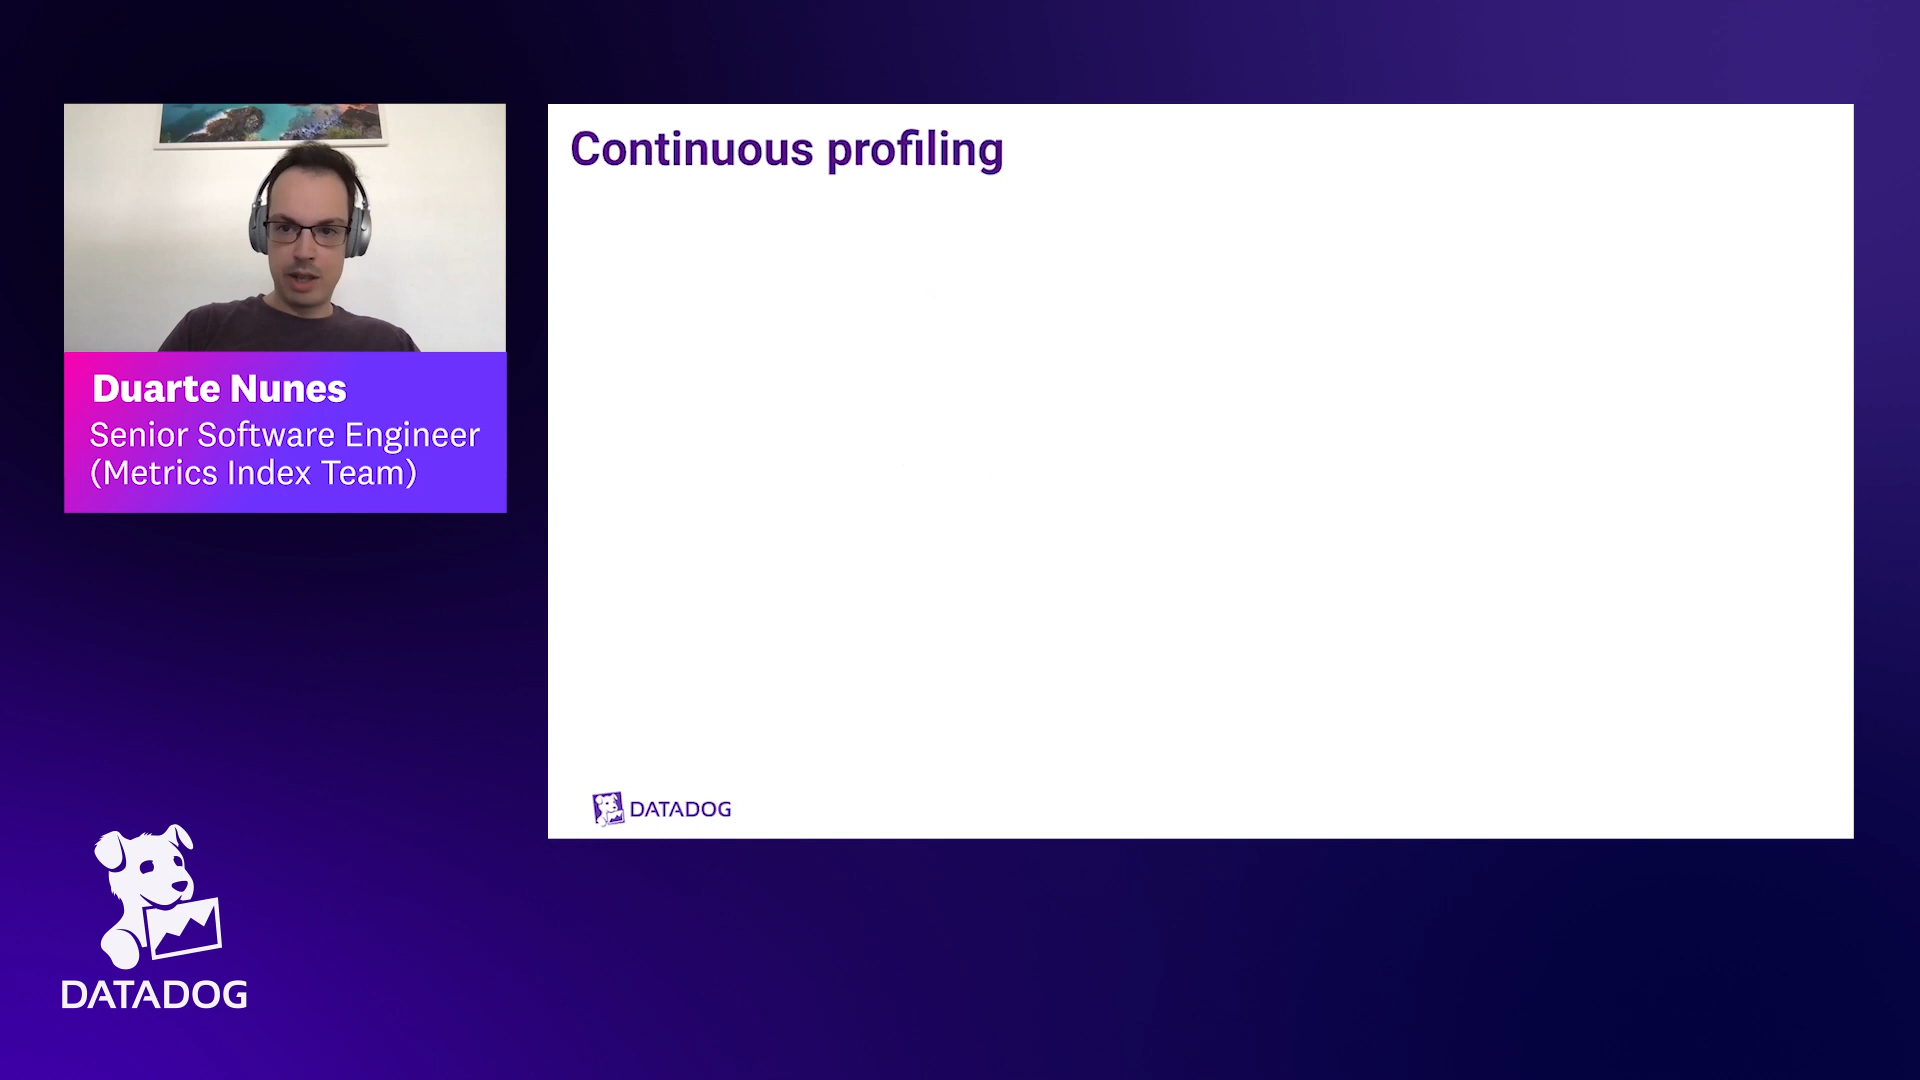 Continuous profiling
Duarte Nunes
Senior Software Engineer
(Metrics Index Team)
DATADOG
DATADOG